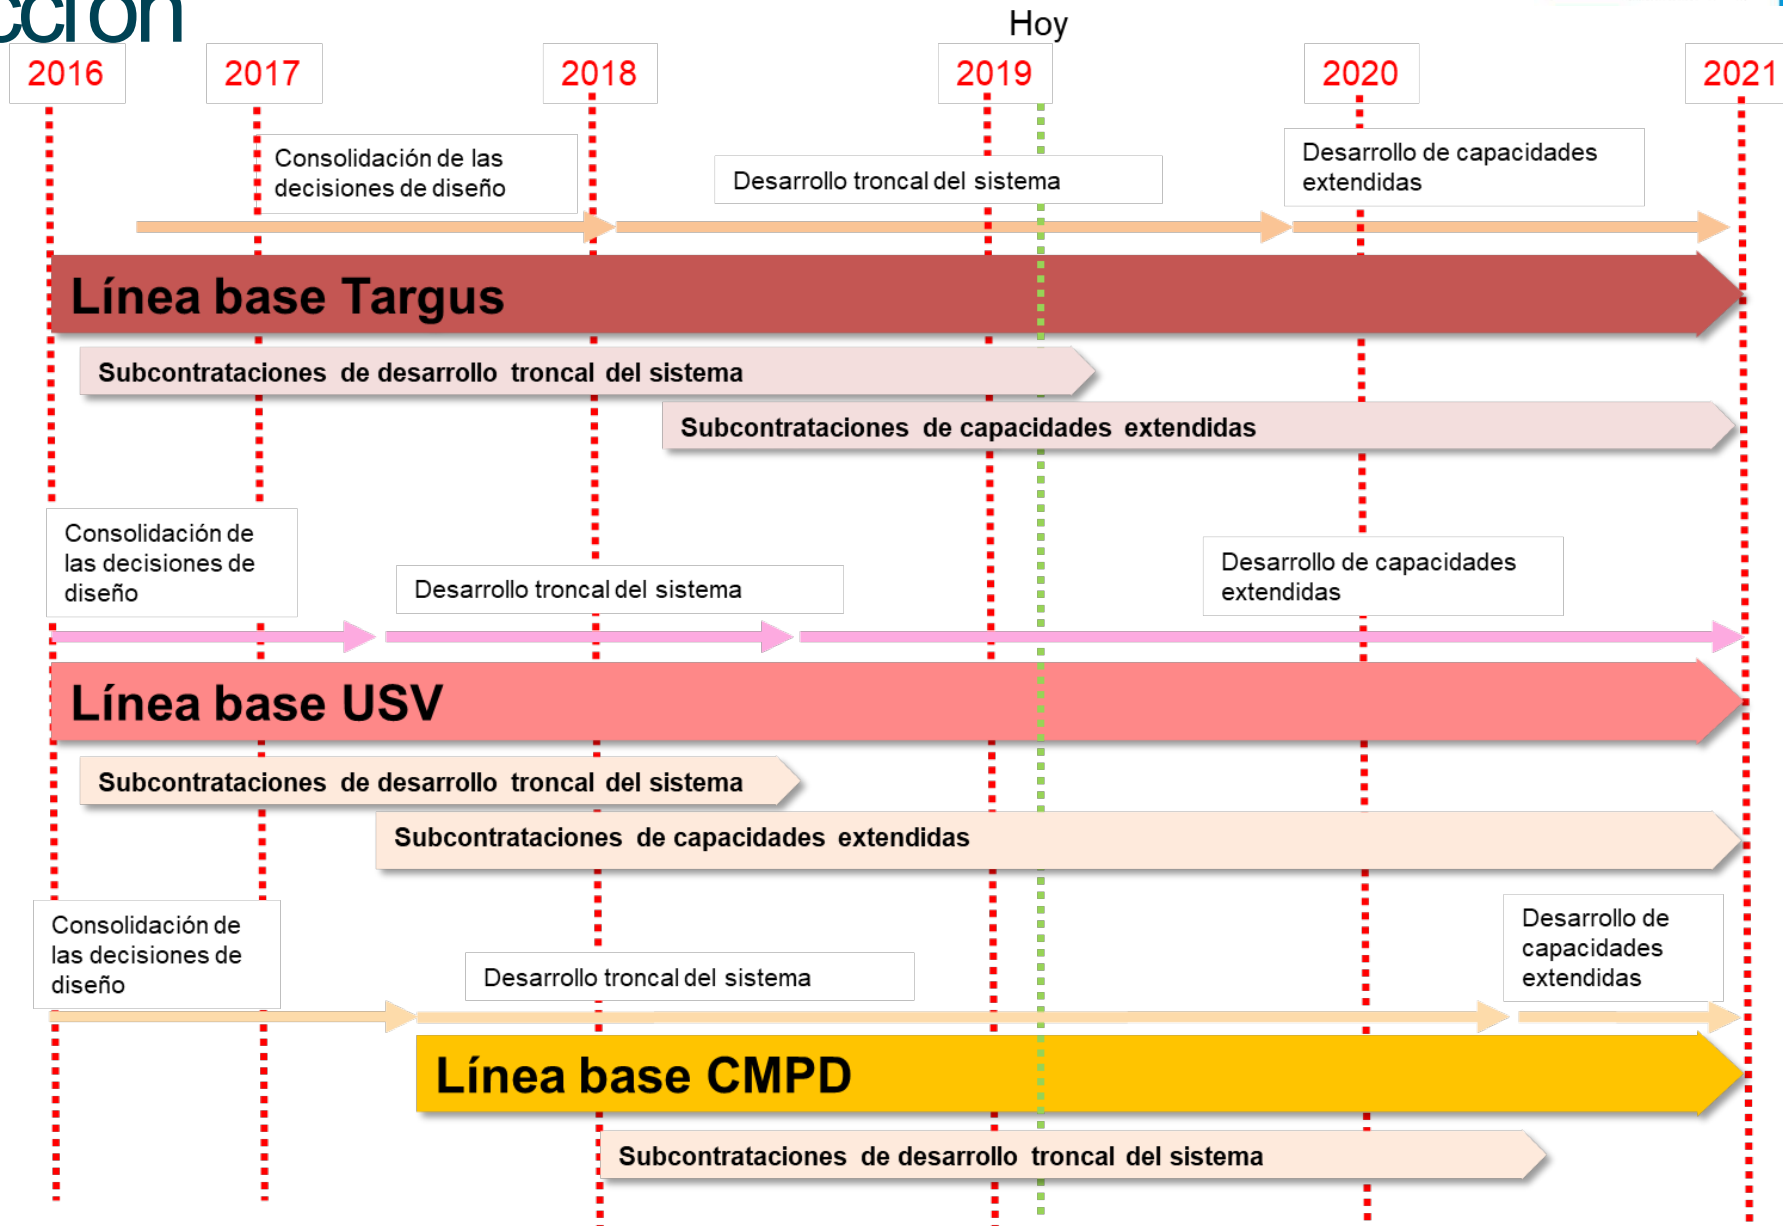 Hoy
2016 2017 2018 2019 2020 2021
Consolidación de las
decisiones de diseño
Desarrollo troncal del sistema
Desarrollo de capacidades
extendidas
Línea base Targus
Subcontrataciones de desarrollo troncal del sistema
Subcontrataciones de capacidades extendidas
Consolidación de
las decisiones de
diseño
Desarrollo troncal del sistema
Desarrollo de capacidades
extendidas
Línea base USV
Subcontrataciones de desarrollo troncal del sistema
Subcontrataciones de capacidades extendidas
Consolidación de
las decisiones de
diseño
Desarrollo troncal del sistema
Desarrollo de
capacidades
extendidas
Línea base CMPD
Subcontrataciones de desarrollo troncal del sistema